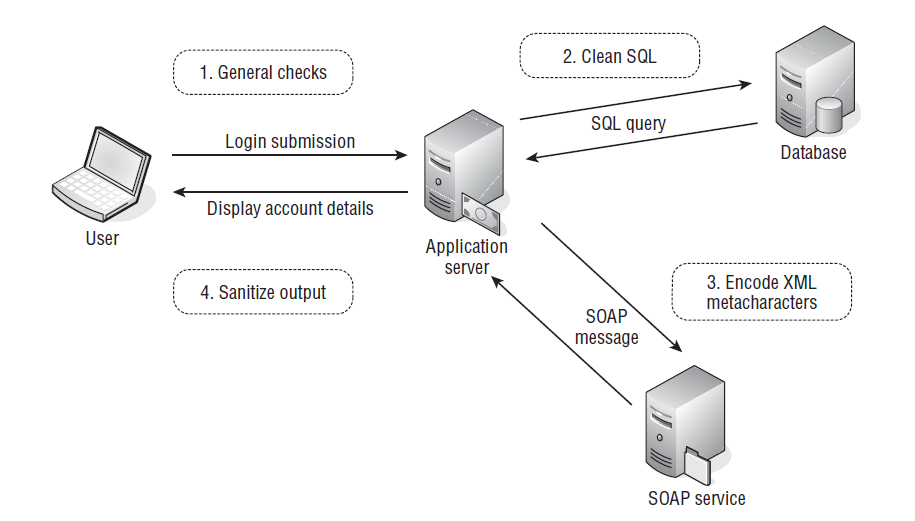 1. General checks
2. Clean SQL
Login submission
SQL query
Database
Display account details
User
Application
server
4. Sanitize output
3. Encode XML
metacharacters
SOAP
message
SOAP service